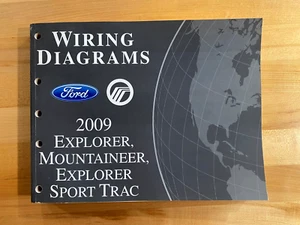 WIRING
DIAGRAMS
Ford
2009
EXPLORER,
MOUNTAINEER,
EXPLORER
SPORT TRAC